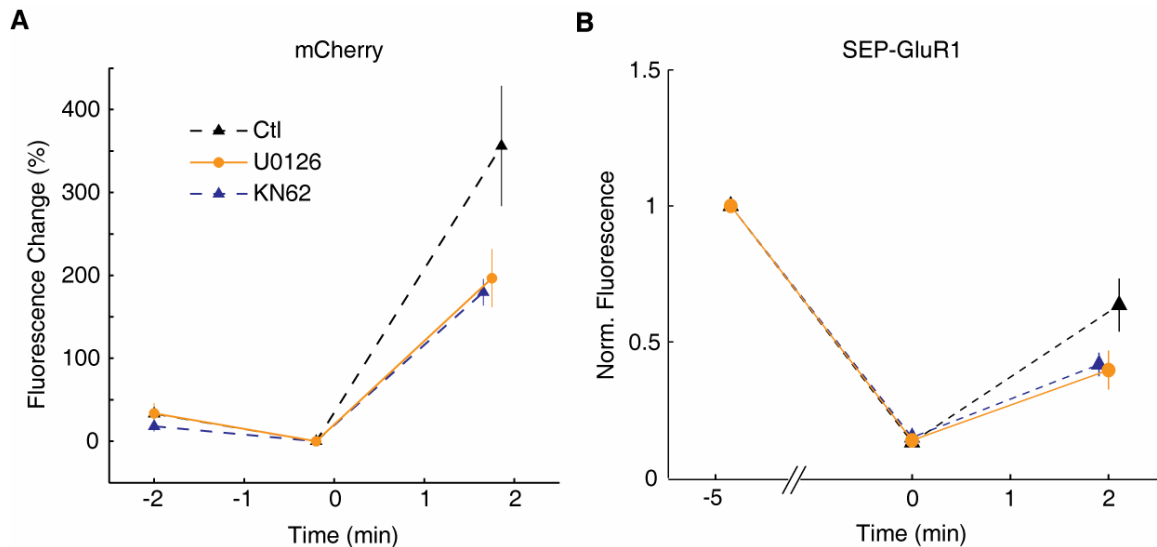 A
mCherry
Fluorescence Change (%)
400
300
200
100
0
Ctl
U0126
KN62
-2
-1
0
1
2
Time (min)
B
SEP-GluR1
Norm. Fluorescence
1.5
1
0.5
0
-5
0
1
2
Time (min)